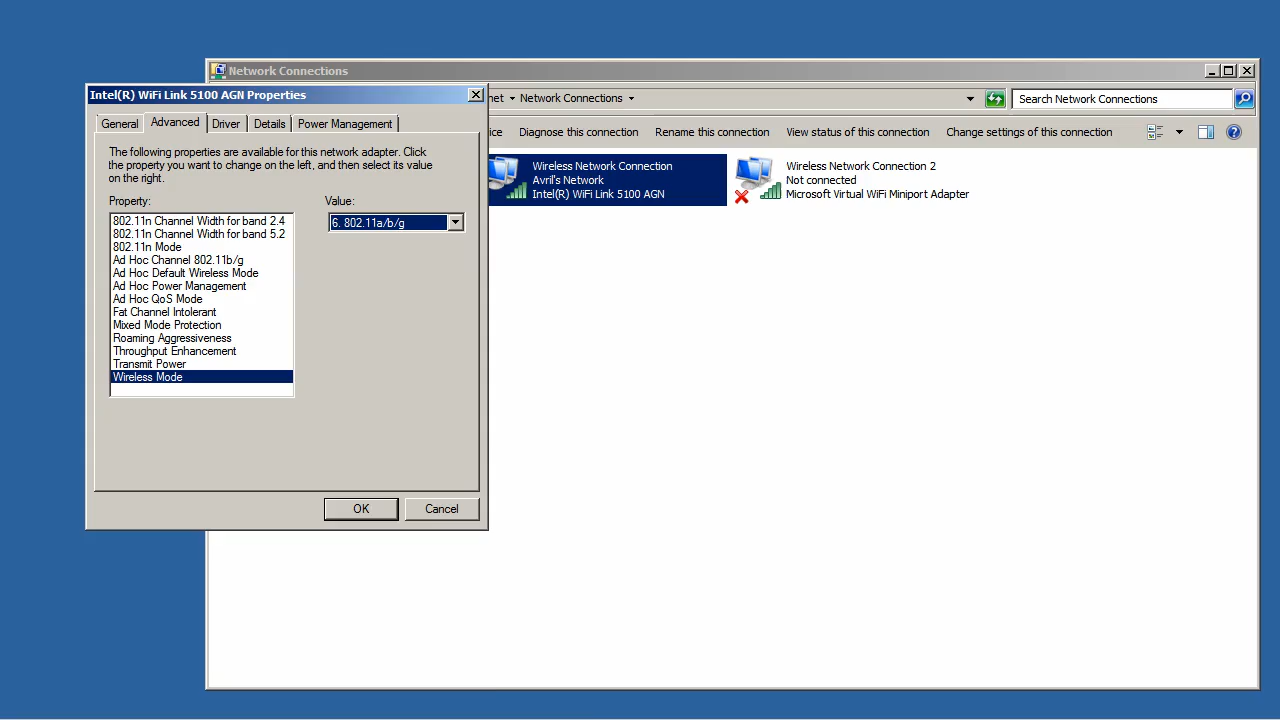 Network Connections
Intel(R) WiFi Link 5100 AGN Properties
net Network Connections
Search Network Connections
General Advanced Driver Details Power Management
ice Diagnose this connection Rename this connection View status of this connection Change settings of this connection
The following properties are available for this network adapter. Click
the property you want to change on the left, and then select its value
on the right.
Property:
Value:
802.11n Channel Width for band 2.4
802.11n Channel Width for band 5.2
802.11n Mode
Ad Hoc Channel 802.11b/g
Ad Hoc Default Wireless Mode
Ad Hoc Power Management
Ad Hoc QoS Mode
Fat Channel Intolerant
Mixed Mode Protection
Roaming Aggressiveness
Throughput Enhancement
Transmit Power
Wireless Mode
6. 802.11a/b/g
OK
Cancel
Wireless Network Connection
Avril's Network
Intel(R) WiFi Link 5100 AGN
Wireless Network Connection 2
Not connected
Microsoft Virtual WiFi Miniport Adapter